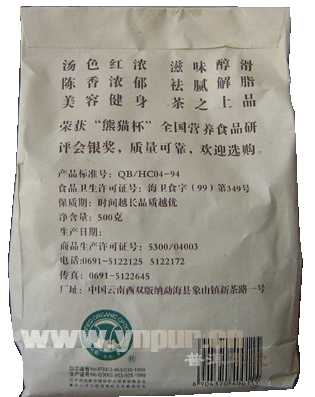 汤色红浓 滋味醇滑
陈香浓郁 祛腻解脂
美容健身 茶之上品
荣获“熊猫杯”全国营养食品研
评会银奖，质量可靠，欢迎选购。
产品标准号：QB/HC04-94
食品卫生许可证号：海卫食字（99）第349号
保质期：时间越长品质越优
净含量：500克
生产日期：
商品生产许可证号：5300/04003
电话：0691-5122125 5122172
传真：0691-5122645
厂址：中国云南西双版纳勐海县象山镇新茶路一号
www.ynpur.cn